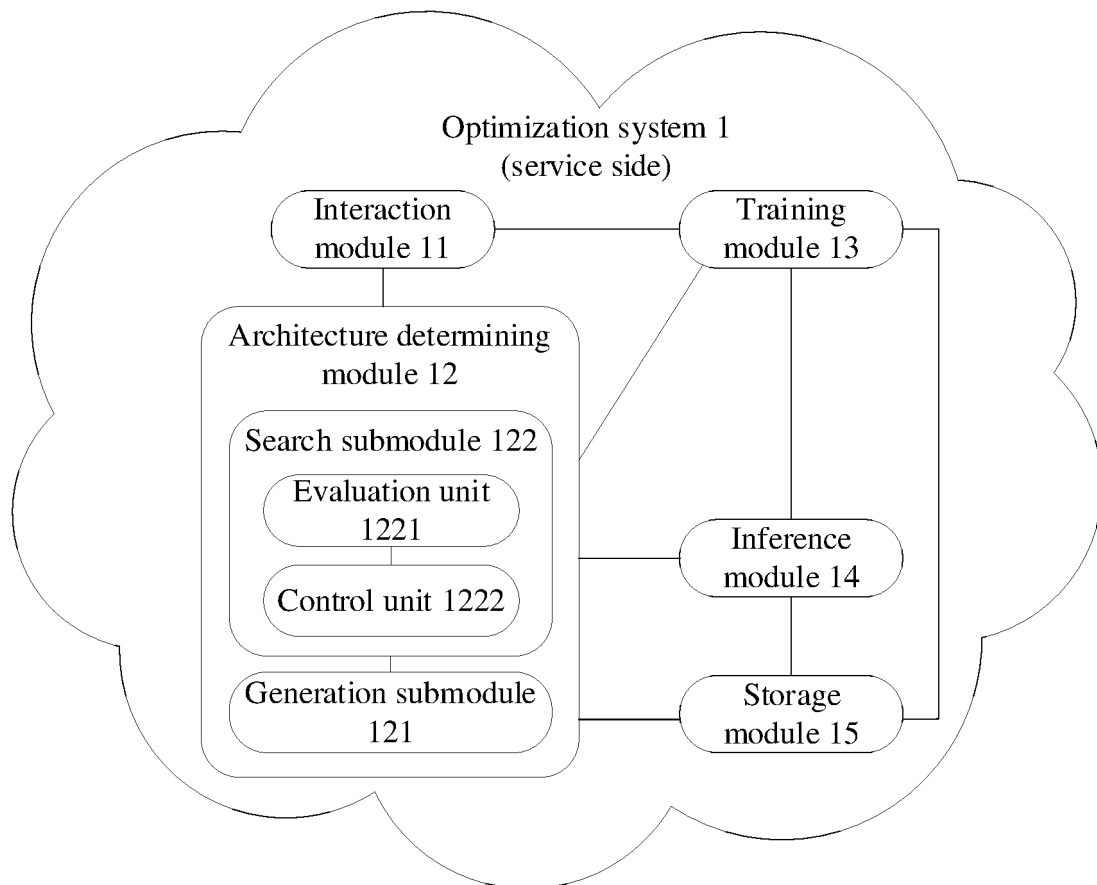 Optimization system 1
(service side)
Interaction
module 11
Training
module 13
Architecture determining
module 12
Search submodule 122
Evaluation unit
1221
Control unit 1222
Generation submodule
121
Inference
module 14
Storage
module 15